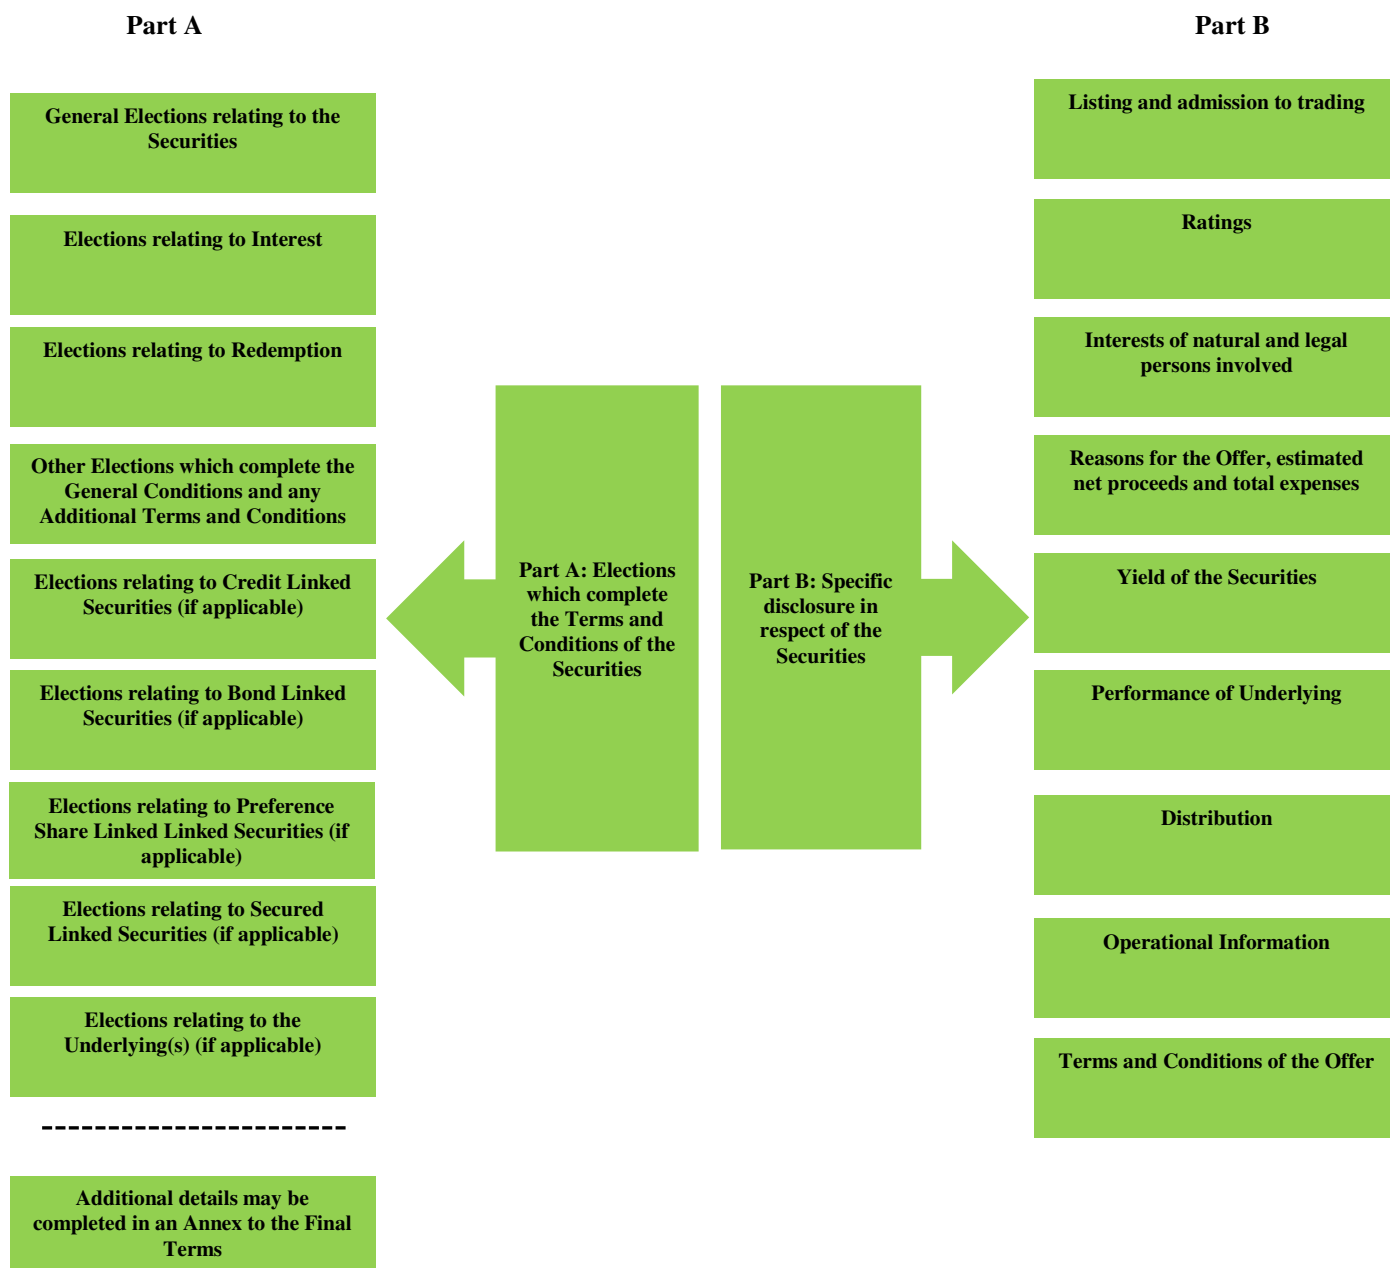 Part A
General Elections relating to the
Securities
Elections relating to Interest
Elections relating to Redemption
Other Elections which complete the
General Conditions and any
Additional Terms and Conditions
Elections relating to Credit Linked
Securities (if applicable)
Elections relating to Bond Linked
Securities (if applicable)
Elections relating to Preference
Share Linked Linked Securities (if
applicable)
Elections relating to Secured
Linked Securities (if applicable)
Elections relating to the
Underlying(s) (if applicable)
-----------------------
Additional details may be
completed in an Annex to the Final
Terms
Part A: Elections
which complete
the Terms and
Conditions of the
Securities
Part B: Specific
disclosure in
respect of the
Securities
Part B
Listing and admission to trading
Ratings
Interests of natural and legal
persons involved
Reasons for the Offer, estimated
net proceeds and total expenses
Yield of the Securities
Performance of Underlying
Distribution
Operational Information
Terms and Conditions of the Offer